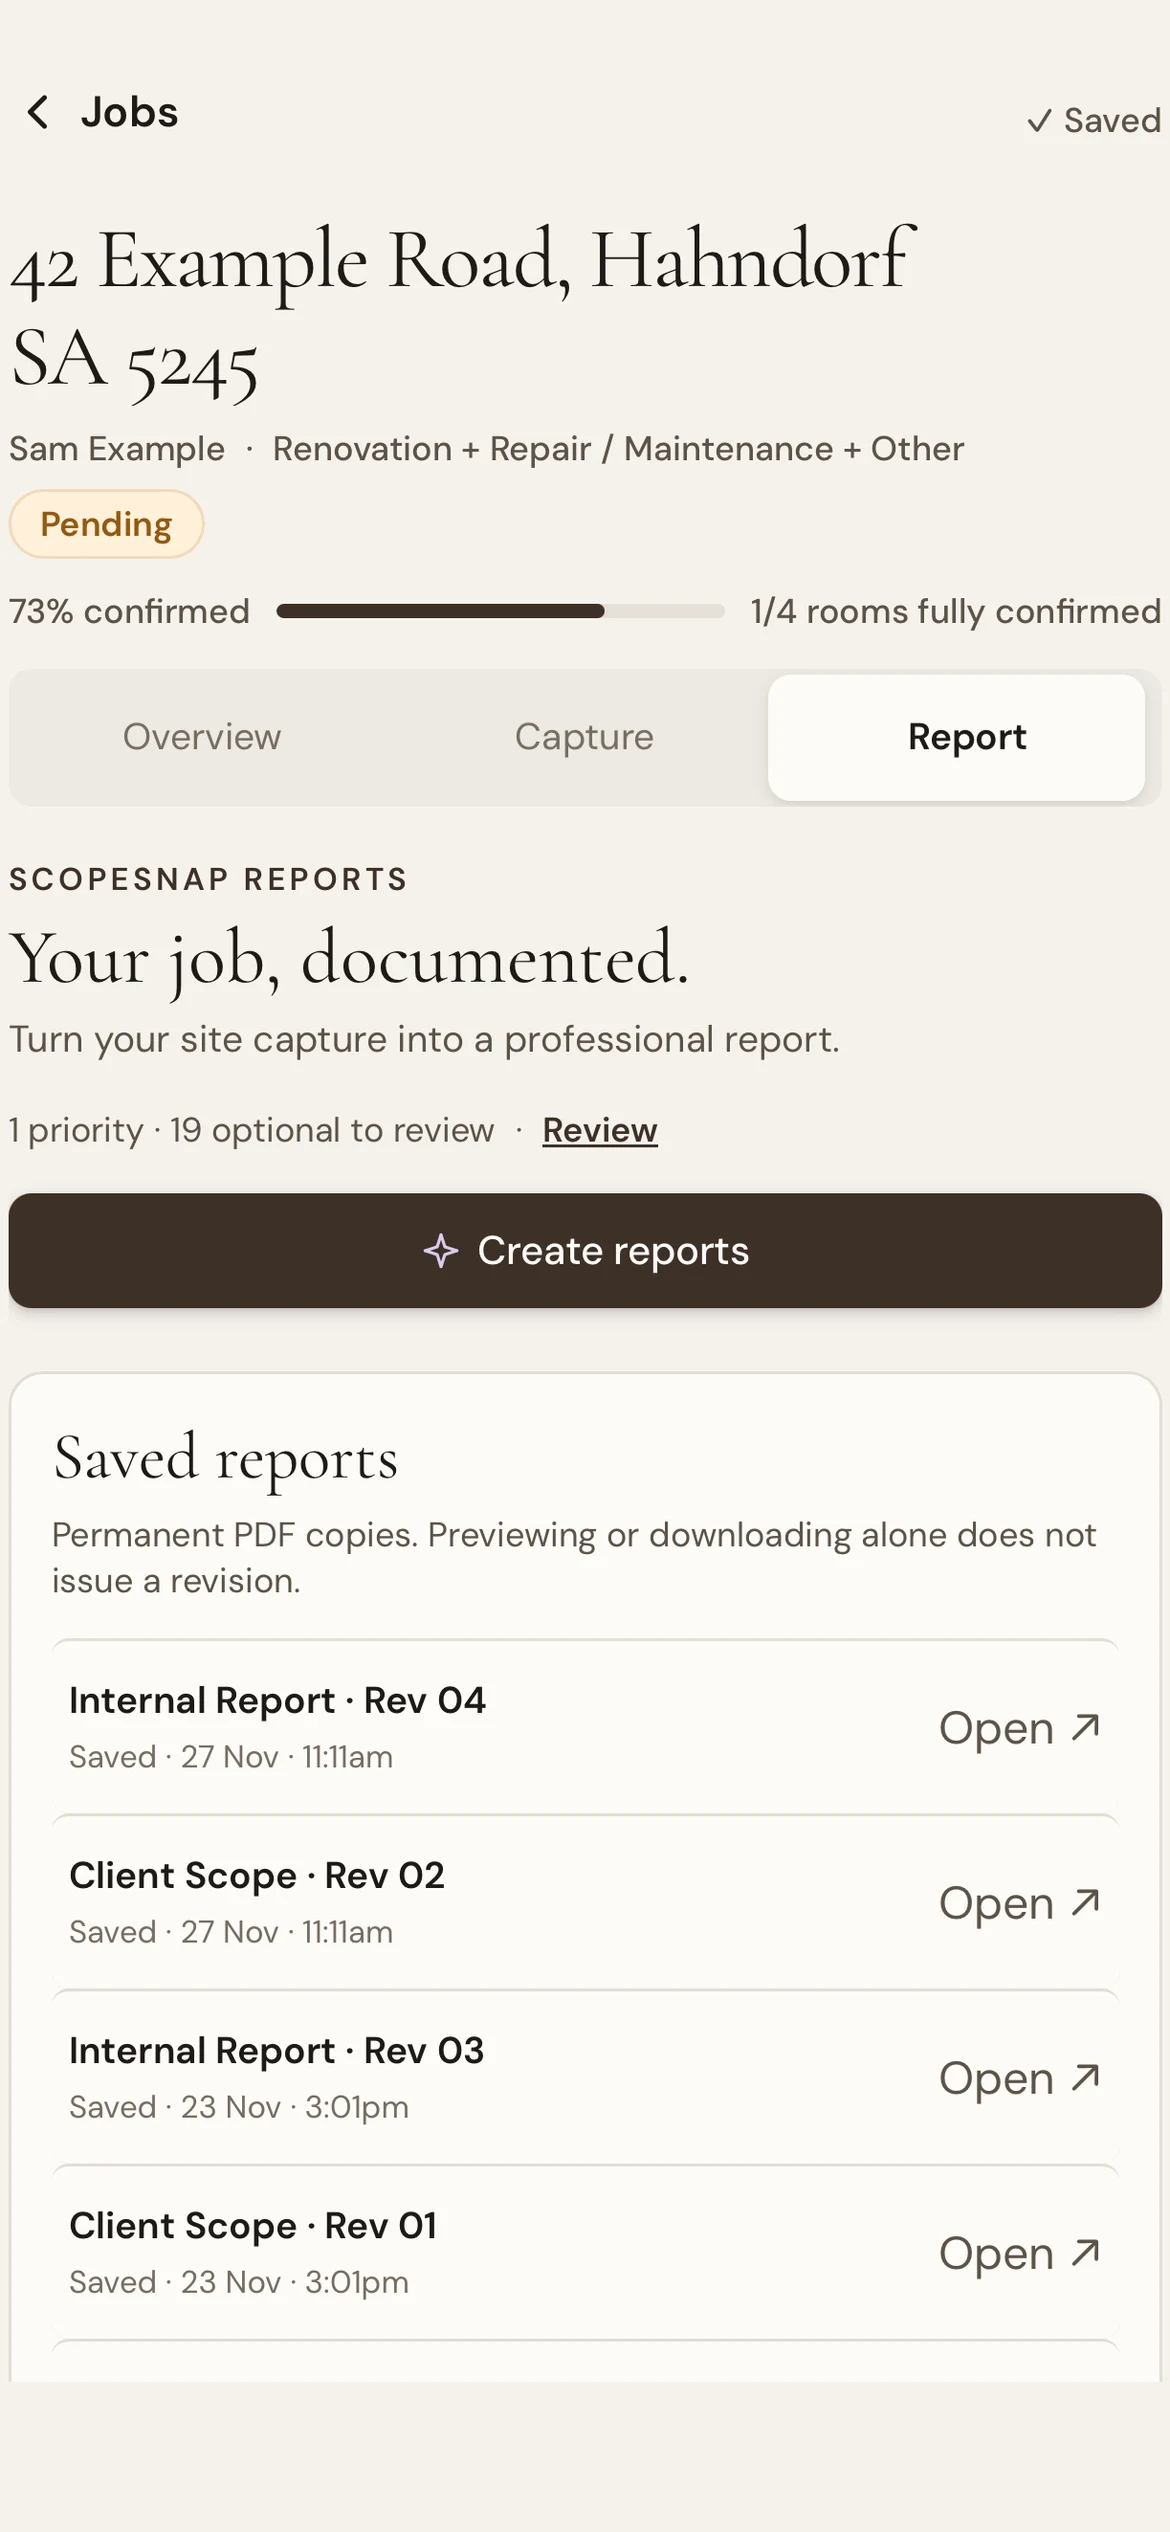 Jobs
✓ Saved
42 Example Road, Hahndorf
SA 5245
Sam Example · Renovation + Repair / Maintenance + Other
Pending
73% confirmed
1/4 rooms fully confirmed
Overview
Capture
Report
SCOPESNAP REPORTS
Your job, documented.
Turn your site capture into a professional report.
1 priority · 19 optional to review · Review
Create reports
Saved reports
Permanent PDF copies. Previewing or downloading alone does not
issue a revision.
Internal Report · Rev 04
Saved · 27 Nov · 11:11am
Open ↗
Client Scope · Rev 02
Saved · 27 Nov · 11:11am
Open ↗
Internal Report · Rev 03
Saved · 23 Nov · 3:01pm
Open ↗
Client Scope · Rev 01
Saved · 23 Nov · 3:01pm
Open ↗